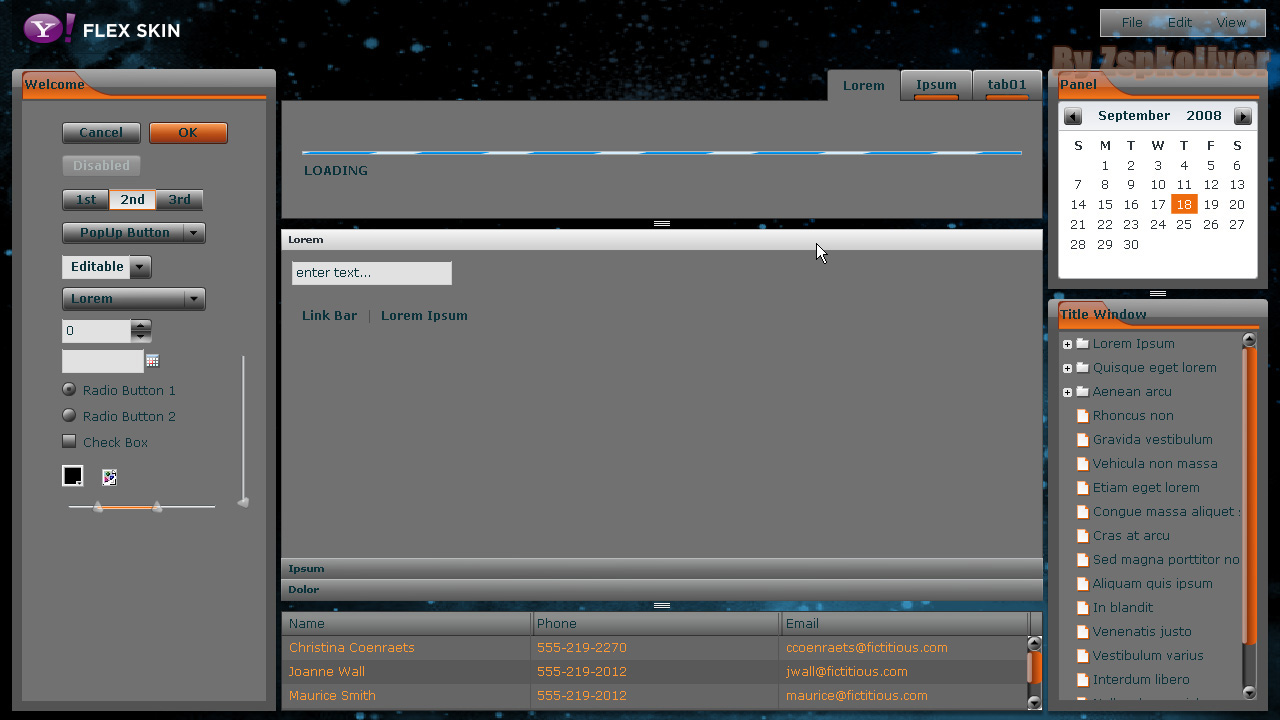 Y! FLEX SKIN
File Edit View
By Zspkoliver
Welcome
Cancel OK
Disabled
1st 2nd 3rd
PopUp Button
Editable
Lorem
0
Radio Button 1
Radio Button 2
Check Box
Lorem Ipsum tab01
LOADING
Lorem
enter text...
Link Bar | Lorem Ipsum
Ipsum
Dolor
Name Phone Email
Christina Coenraets 555-219-2270 ccoenraets@fictitious.com
Joanne Wall 555-219-2012 jwall@fictitious.com
Maurice Smith 555-219-2012 maurice@fictitious.com
Panel
September 2008
S M T W T F S
1 2 3 4 5 6
7 8 9 10 11 12 13
14 15 16 17 18 19 20
21 22 23 24 25 26 27
28 29 30
Title Window
Lorem Ipsum
Quisque eget lorem
Aenean arcu
Rhoncus non
Gravida vestibulum
Vehicula non massa
Etiam eget lorem
Congue massa aliquet
Cras at arcu
Sed magna porttitor no
Aliquam quis ipsum
In blandit
Venenatis justo
Vestibulum varius
Interdum libero